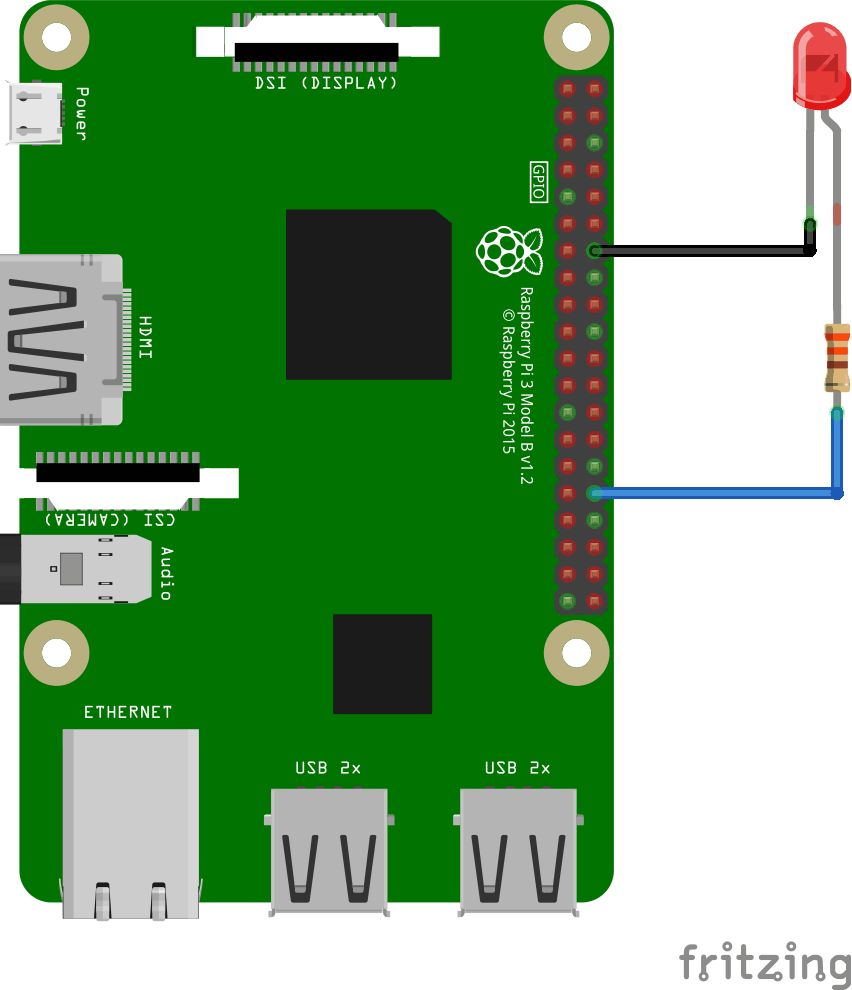 DSI (DISPLAY)
Power
GPIO
HDMI
Raspberry Pi 3 Model B v1.2
© Raspberry Pi 2015
CSI (CAMERA)
Audio
ETHERNET
USB 2x
USB 2x
fritzing